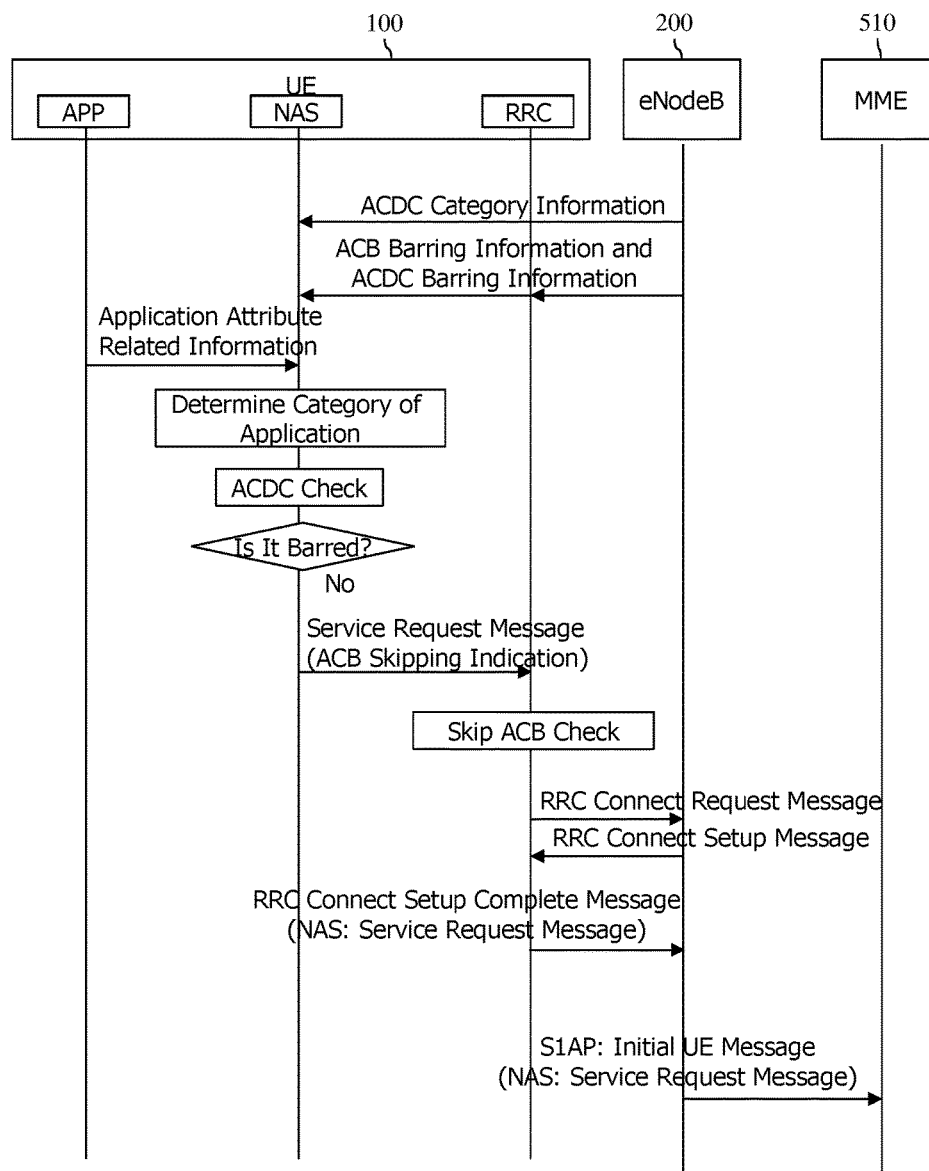 100
200
510
UE
APP
NAS
RRC
eNodeB
MME
ACDC Category Information
ACB Barring Information and
ACDC Barring Information
Application Attribute
Related Information
Determine Category of
Application
ACDC Check
Is It Barred?
No
Service Request Message
(ACB Skipping Indication)
Skip ACB Check
RRC Connect Request Message
RRC Connect Setup Message
RRC Connect Setup Complete Message
(NAS: Service Request Message)
S1AP: Initial UE Message
(NAS: Service Request Message)